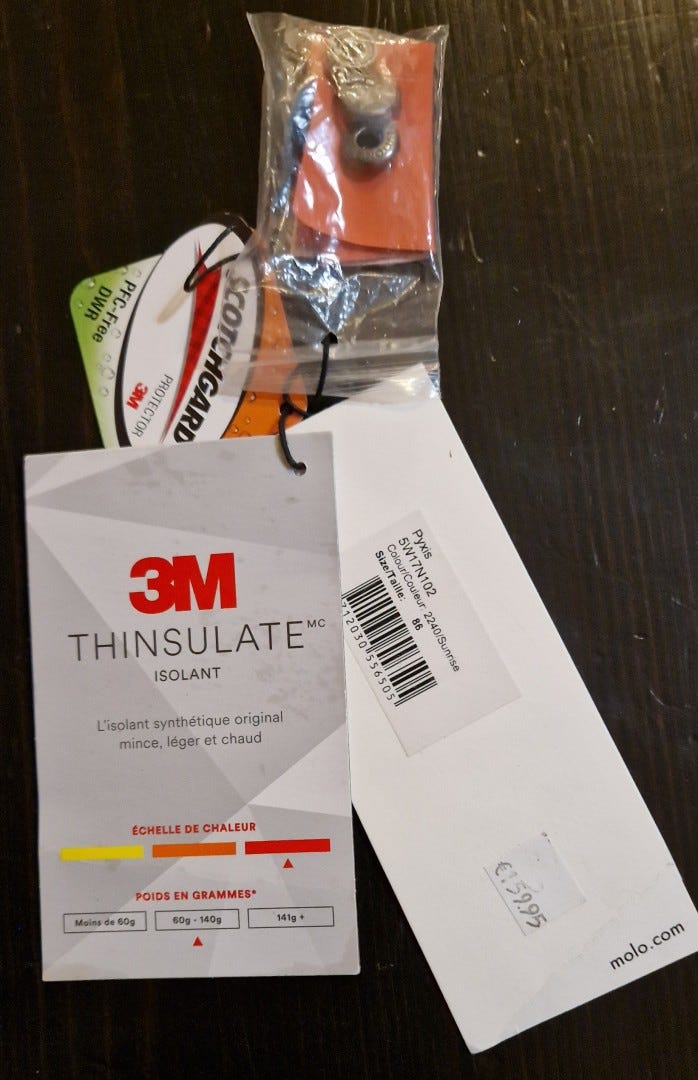 PFC-Free
DWR
SCOTCHGARD
PROTECTOR
3M
3M
THINSULATE MC
ISOLANT
L'isolant synthétique original
mince, léger et chaud
ÉCHELLE DE CHALEUR
POIDS EN GRAMMES*
Moins de 60g
60g - 140g
141g +
Pyxis
5W17N102
Colour/Couleur: 2240/Sunrise
Size/Taille: 86
712030556505
€159.95
molo.com